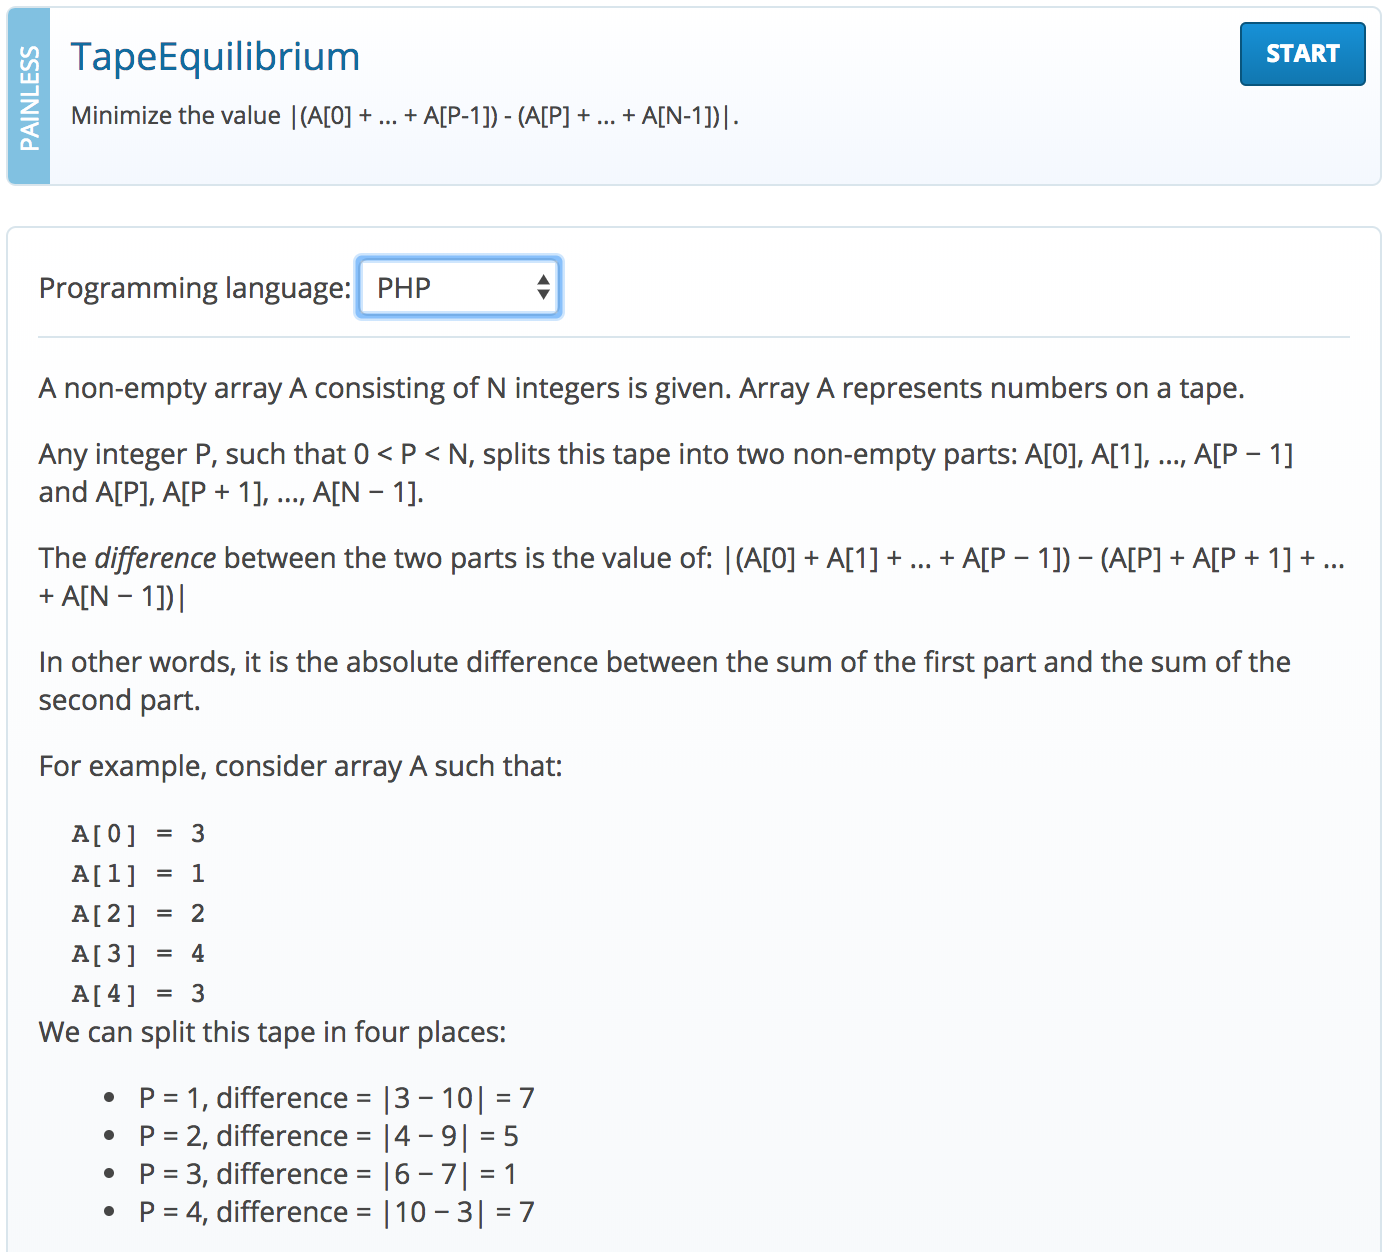 PAINLESS
TapeEquilibrium
START
Minimize the value |(A[0] + ... + A[P-1]) - (A[P] + ... + A[N-1])|.
Programming language: PHP
A non-empty array A consisting of N integers is given. Array A represents numbers on a tape.
Any integer P, such that 0 < P < N, splits this tape into two non-empty parts: A[0], A[1], ..., A[P − 1]
and A[P], A[P + 1], ..., A[N − 1].
The difference between the two parts is the value of: |(A[0] + A[1] + ... + A[P − 1]) − (A[P] + A[P + 1] + ...
+ A[N − 1])|
In other words, it is the absolute difference between the sum of the first part and the sum of the
second part.
For example, consider array A such that:
A[0] = 3
A[1] = 1
A[2] = 2
A[3] = 4
A[4] = 3
We can split this tape in four places:
• P = 1, difference = |3 − 10| = 7
• P = 2, difference = |4 − 9| = 5
• P = 3, difference = |6 − 7| = 1
• P = 4, difference = |10 − 3| = 7